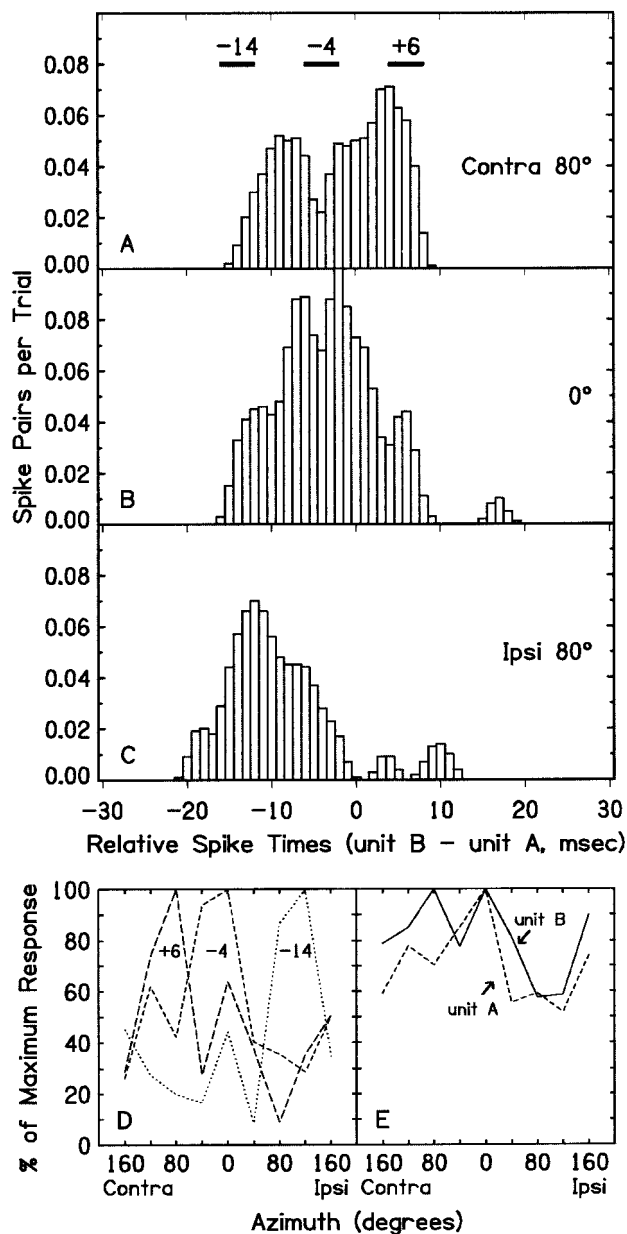 -14 -4 +6
0.08
0.06
Contra 80°
0.04
0.02
A
0.00
0.08
0.06
0°
0.04
0.02
B
0.00
0.08
0.06
Ipsi 80°
0.04
0.02
C
0.00
Spike Pairs per Trial
-30 -20 -10 0 10 20 30
Relative Spike Times (unit B - unit A, msec)
100
80
60
40
20
0
% of Maximum Response
+6 -4 -14
D
unit B
unit A
E
160 80 0 80 160 160 80 0 80 160
Contra Ipsi Contra Ipsi
Azimuth (degrees)